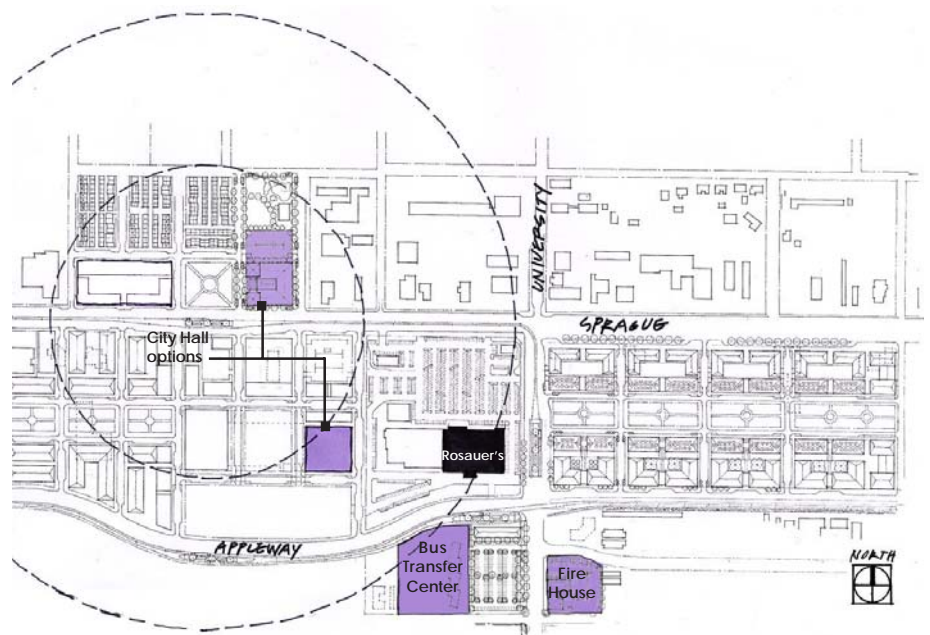 UNIVERSITY
SPRAGUE
City Hall
options
Rosauer's
APPLEWAY
Bus
Transfer
Center
Fire
House
NORTH